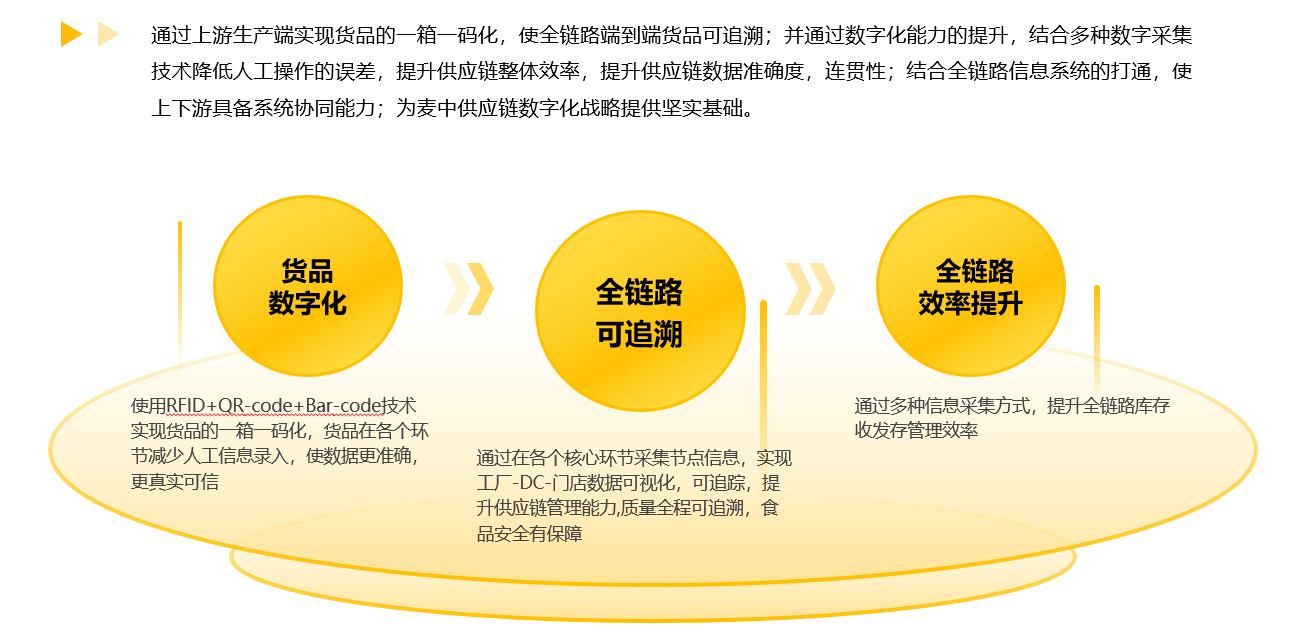 通过上游生产端实现货品的一箱一码化，使全链路端到端货品可追溯；并通过数字化能力的提升，结合多种数字采集
技术降低人工操作的误差，提升供应链整体效率，提升供应链数据准确度，连贯性；结合全链路信息系统的打通，使
上下游具备系统协同能力；为麦中供应链数字化战略提供坚实基础。
货品
数字化
全链路
可追溯
全链路
效率提升
使用RFID+QR-code+Bar-code技术
实现货品的一箱一码化，货品在各个环
节减少人工信息录入，使数据更准确，
更真实可信
通过在各个核心环节采集节点信息，实现
工厂-DC-门店数据可视化，可追踪，提
升供应链管理能力,质量全程可追溯，食
品安全有保障
通过多种信息采集方式，提升全链路库存
收发存管理效率